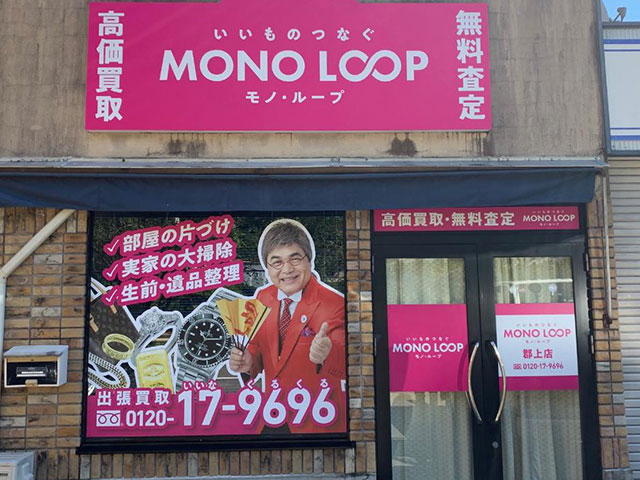 高価買取
いいものつなぐ
MONO LOOP
モノ・ループ
無料査定
部屋の片づけ
実家の大掃除
生前・遺品整理
出張買取
いいな ぐるぐる
0120-17-9696
高価買取・無料査定
いいものつなぐ
MONO LOOP
モノ・ループ
いいものつなぐ
MONO LOOP
モノ・ループ
いいものつなぐ
MONO LOOP
モノ・ループ
郡上店
0120-17-9696